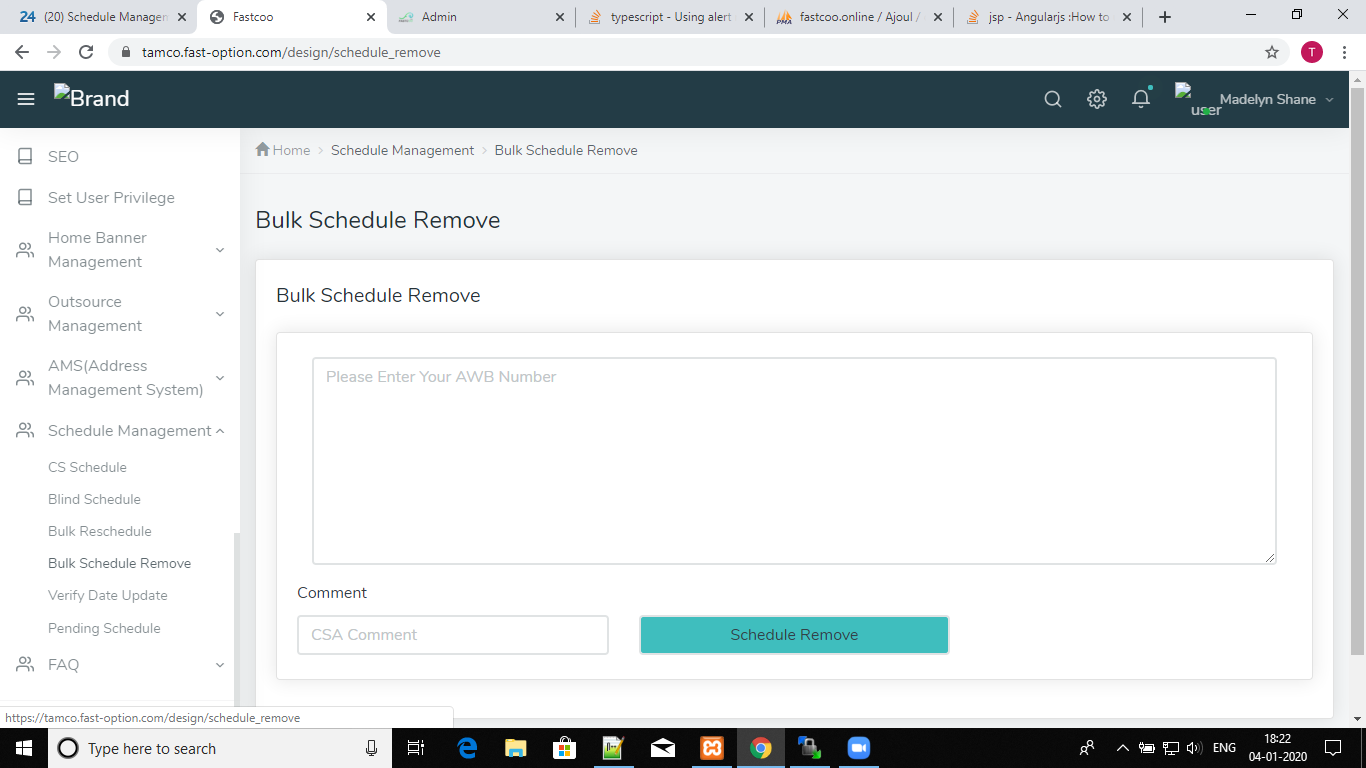 24 (20) Schedule Managem
Fastcoo
Admin
typescript - Using alert
fastcoo.online / Ajoul /
jsp - Angularjs :How to
tamco.fast-option.com/design/schedule_remove
T
Brand
user
Madelyn Shane
SEO
Set User Privilege
Home Banner
Management
Outsource
Management
AMS(Address
Management System)
Schedule Management
CS Schedule
Blind Schedule
Bulk Reschedule
Bulk Schedule Remove
Verify Date Update
Pending Schedule
FAQ
Home > Schedule Management > Bulk Schedule Remove
Bulk Schedule Remove
Bulk Schedule Remove
Please Enter Your AWB Number
Comment
CSA Comment
Schedule Remove
https://tamco.fast-option.com/design/schedule_remove
Type here to search
ENG
18:22
04-01-2020